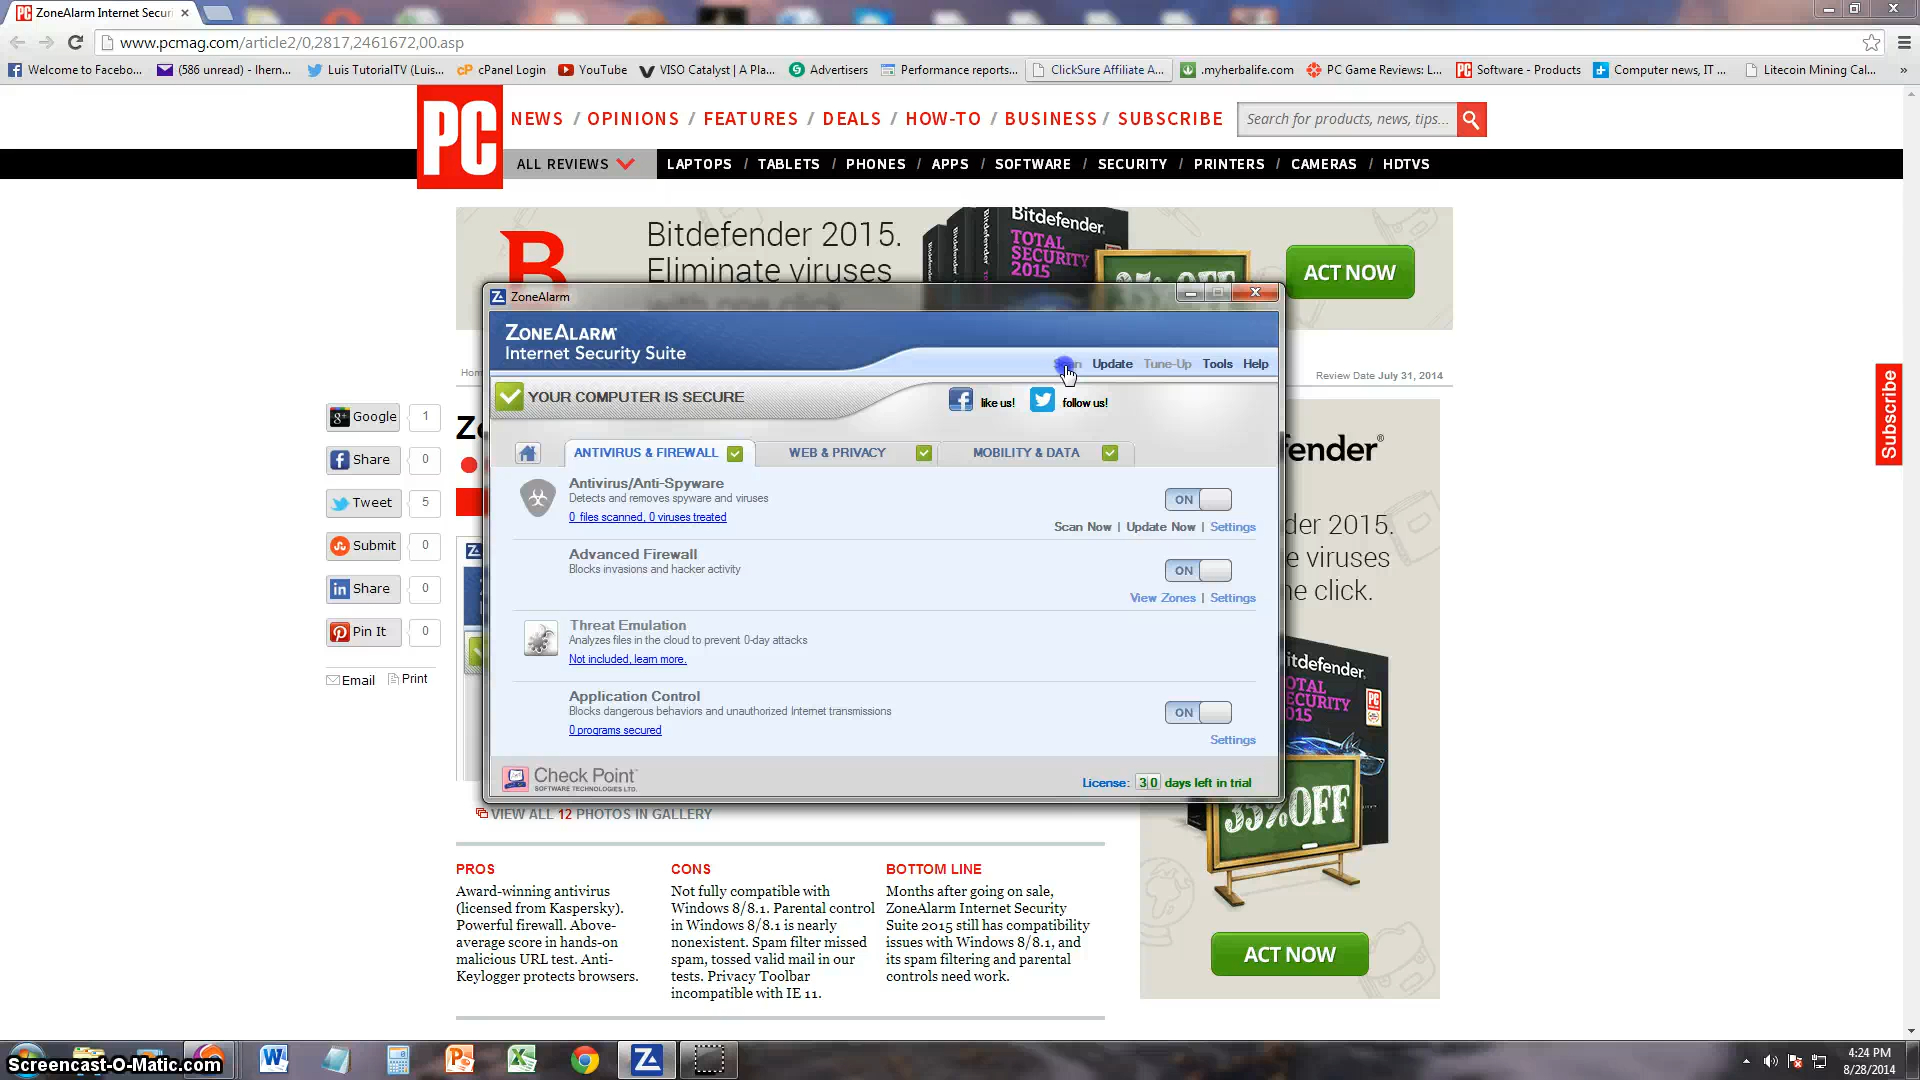 ZoneAlarm Internet Securi
www.pcmag.com/article2/0,2817,2461672,00.asp
Welcome to Facebo...
(586 unread) - lhern...
Luis TutorialTV (Luis...
cPanel Login
YouTube
VISO Catalyst | A Pla...
Advertisers
Performance reports...
ClickSure Affiliate A...
.myherbalife.com
PC Game Reviews: L...
Software - Products
Computer news, IT ...
Litecoin Mining Cal...
»
PC
NEWS / OPINIONS / FEATURES / DEALS / HOW-TO / BUSINESS / SUBSCRIBE
Search for products, news, tips...
ALL REVIEWS
LAPTOPS / TABLETS / PHONES / APPS / SOFTWARE / SECURITY / PRINTERS / CAMERAS / HDTVS
Bitdefender 2015.
Eliminate viruses
Bitdefender
TOTAL
SECURITY
2015
ACT NOW
ZoneAlarm
ZONEALARM
Internet Security Suite
Update Tune-Up Tools Help
YOUR COMPUTER IS SECURE
like us!
follow us!
ANTIVIRUS & FIREWALL
WEB & PRIVACY
MOBILITY & DATA
Antivirus/Anti-Spyware
Detects and removes spyware and viruses
0 files scanned, 0 viruses treated
ON
Scan Now | Update Now | Settings
Advanced Firewall
Blocks invasions and hacker activity
ON
View Zones | Settings
Threat Emulation
Analyzes files in the cloud to prevent 0-day attacks
Not included, learn more.
Application Control
Blocks dangerous behaviors and unauthorized Internet transmissions
0 programs secured
ON
Settings
Check Point
SOFTWARE TECHNOLOGIES LTD.
License: 30 days left in trial
Hom
Review Date July 31, 2014
Google 1
Share 0
Tweet 5
Submit 0
Share 0
Pin It 0
Email Print
Subscribe
Zo
ender
der 2015.
e viruses
ne click.
itdefender
OTAL
SECURITY
2015
35%OFF
ACT NOW
VIEW ALL 12 PHOTOS IN GALLERY
PROS
Award-winning antivirus
(licensed from Kaspersky).
Powerful firewall. Above-
average score in hands-on
malicious URL test. Anti-
Keylogger protects browsers.
CONS
Not fully compatible with
Windows 8/8.1. Parental control
in Windows 8/8.1 is nearly
nonexistent. Spam filter missed
spam, tossed valid mail in our
tests. Privacy Toolbar
incompatible with IE 11.
BOTTOM LINE
Months after going on sale,
ZoneAlarm Internet Security
Suite 2015 still has compatibility
issues with Windows 8/8.1, and
its spam filtering and parental
controls need work.
Screencast-O-Matic.com
4:24 PM
8/28/2014